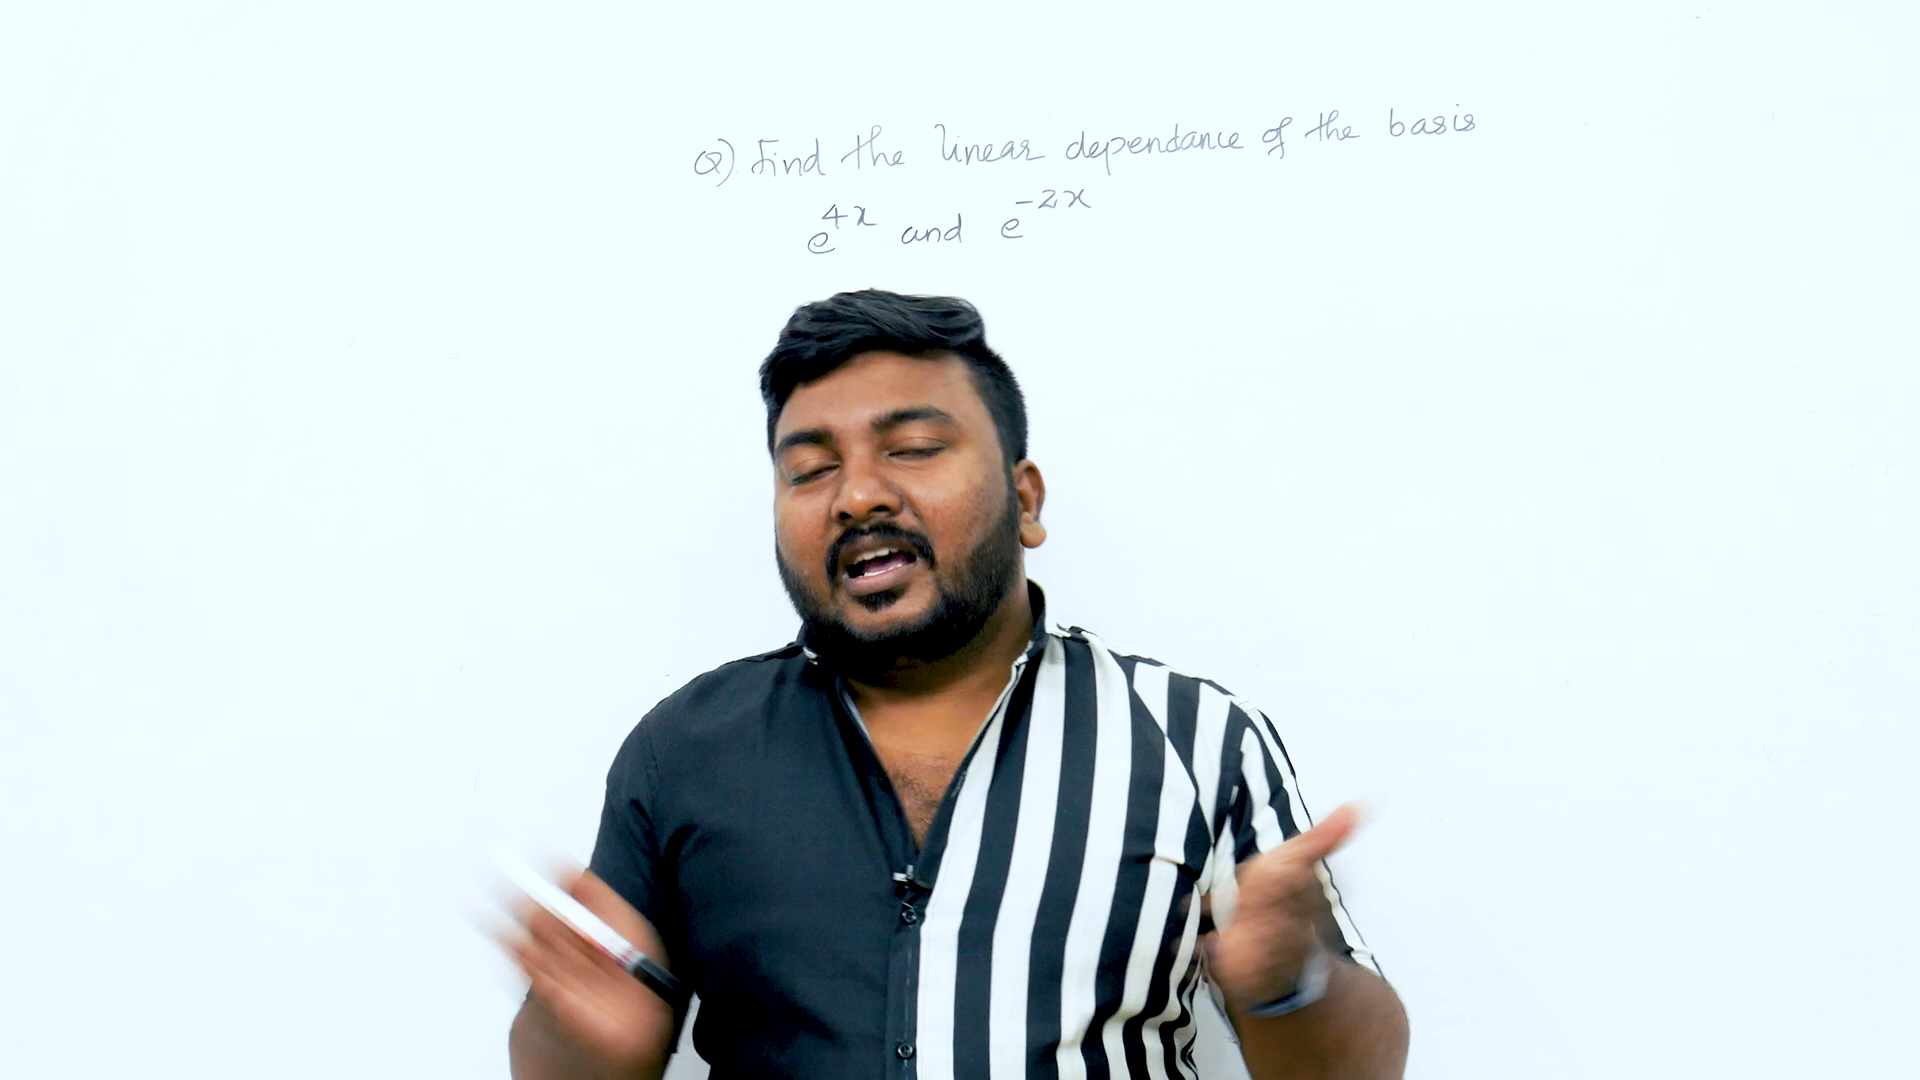 Q) Find the linear dependance of the basis
e^{4x} and e^{-2x}